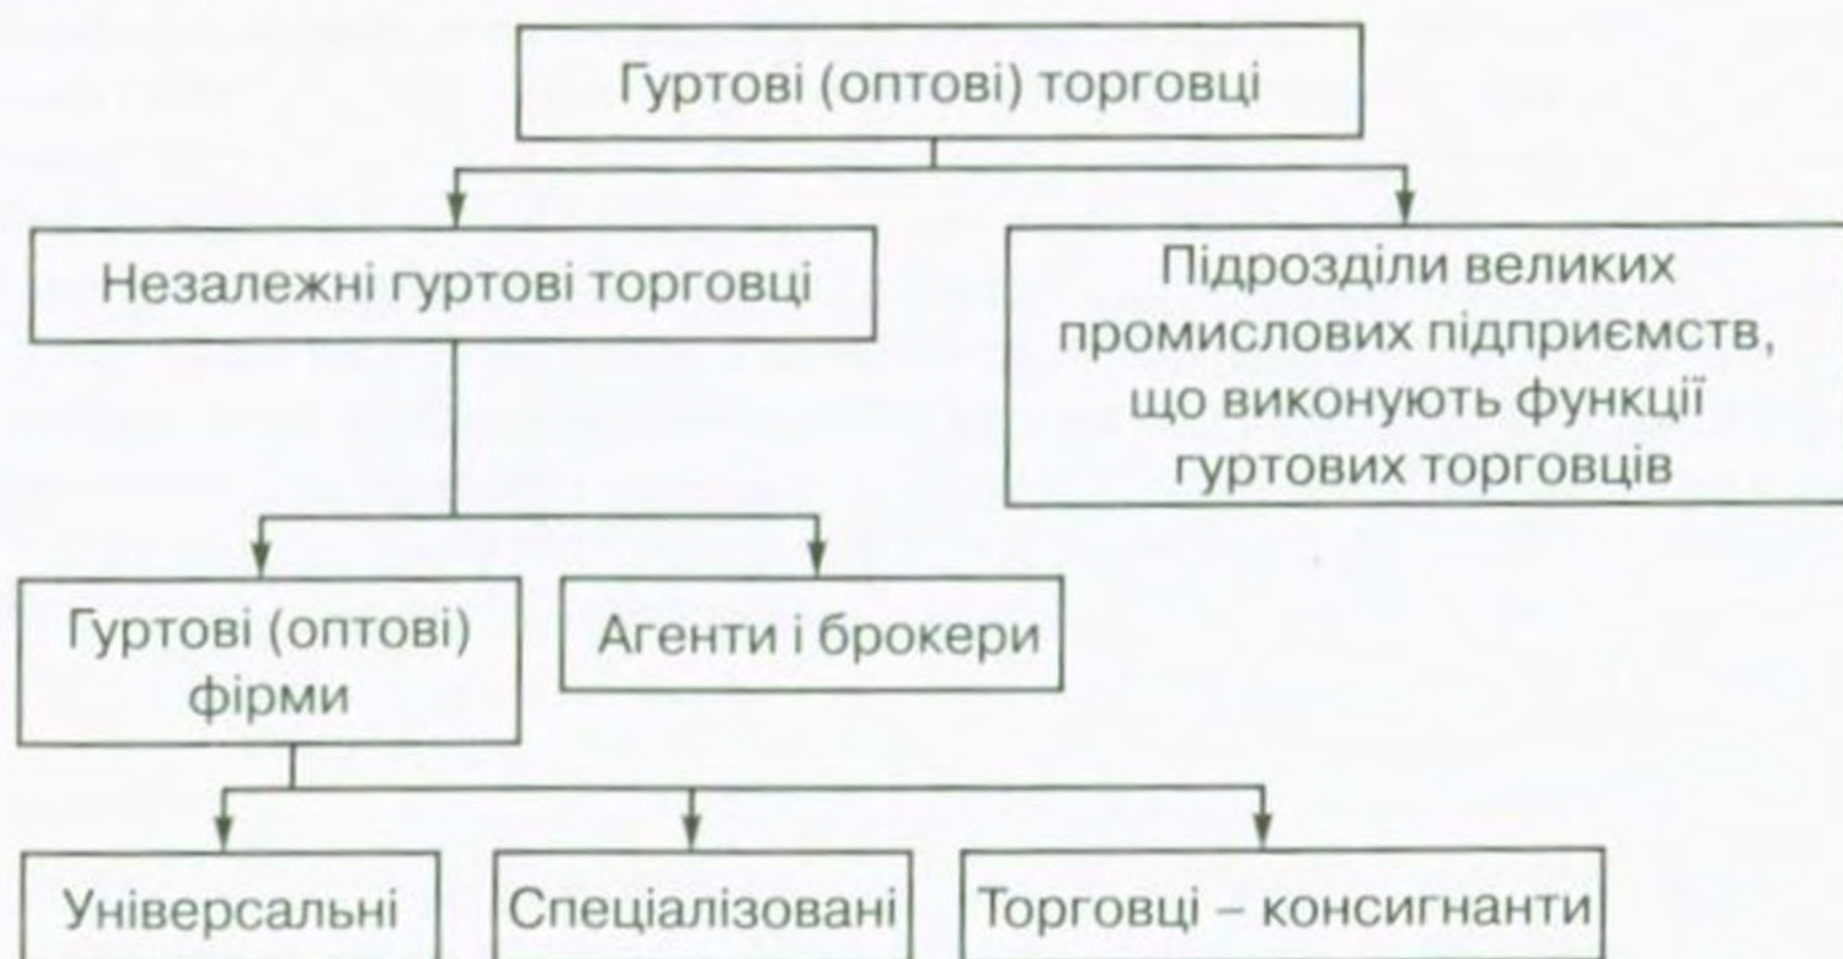 Гуртові (оптові) торговці
Незалежні гуртові торговці
Підрозділи великих
промислових підприємств,
що виконують функції
гуртових торговців
Гуртові (оптові)
фірми
Агенти і брокери
Універсальні
Спеціалізовані
Торговці – консигнанти